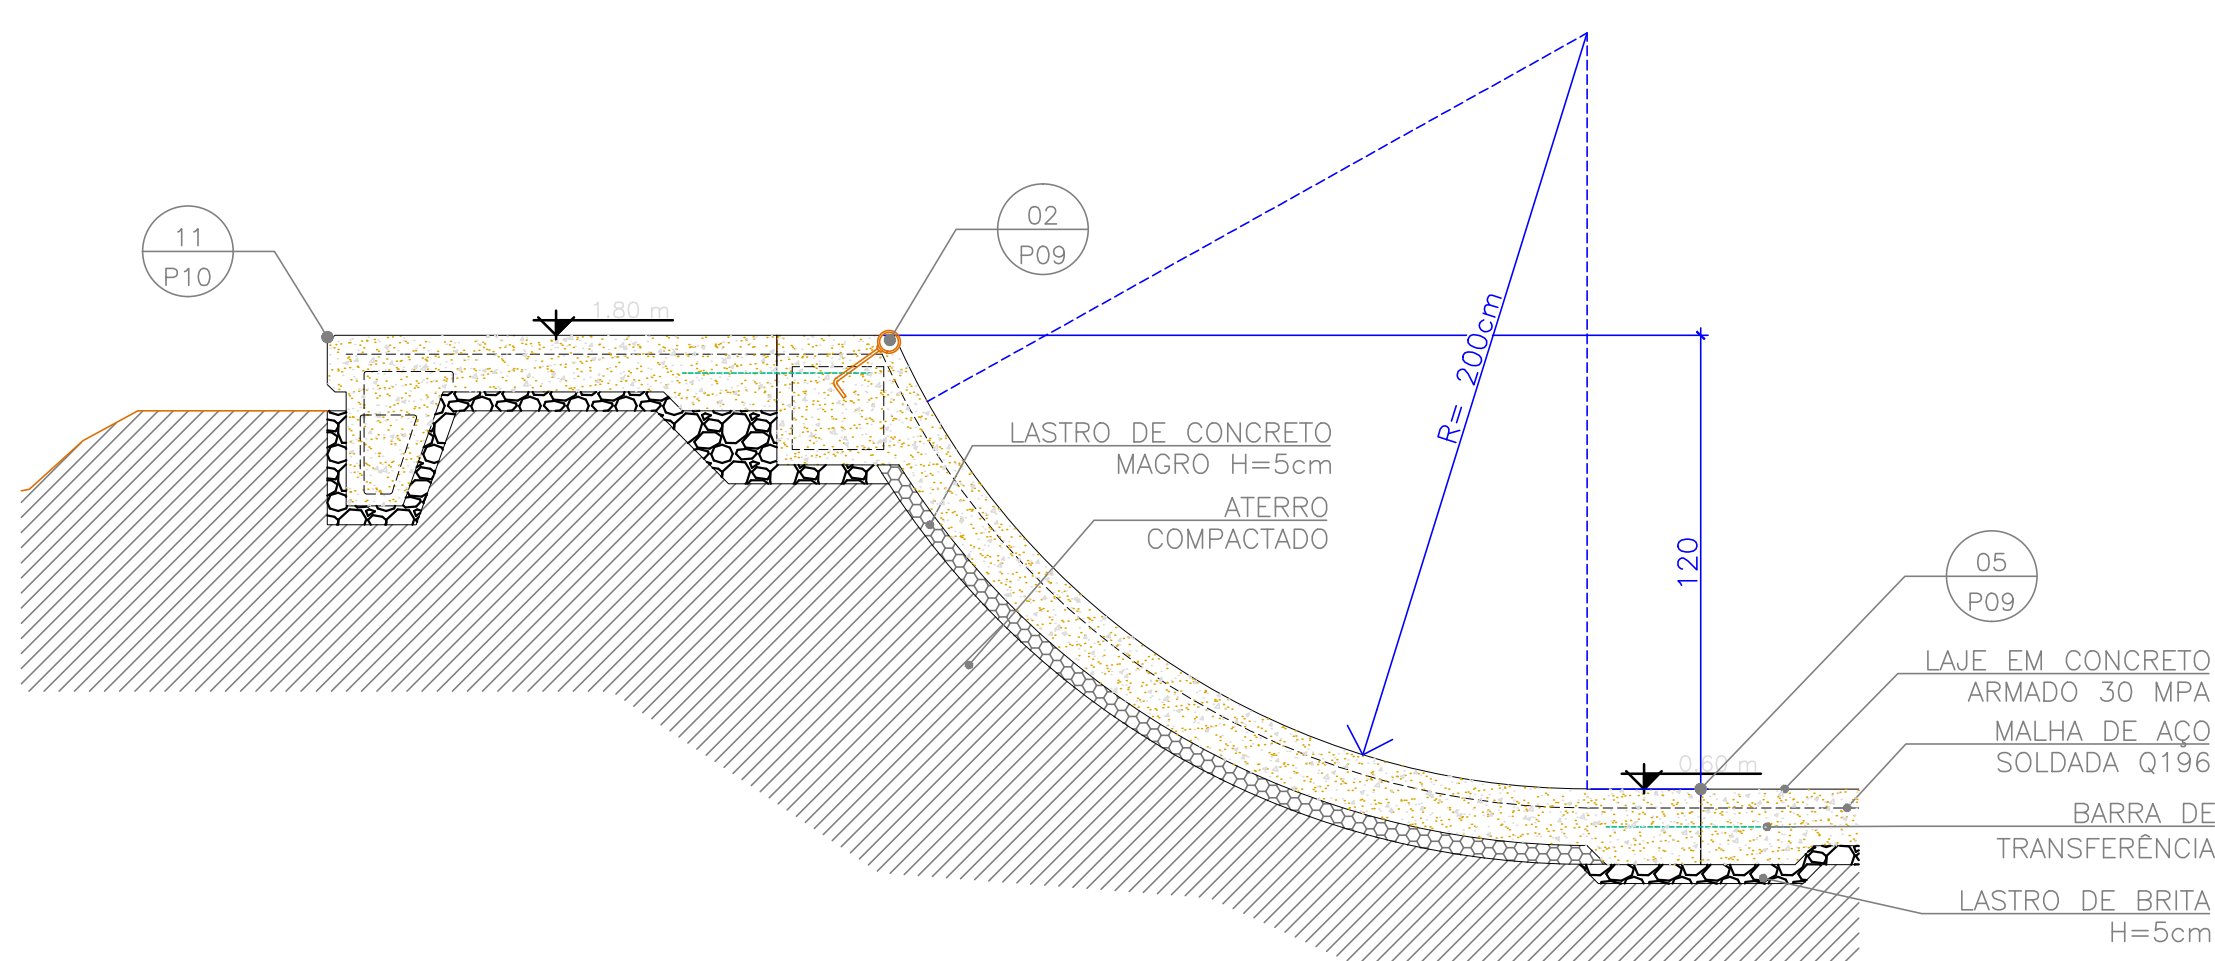 02
P09
11
P10
1.80 m
R= 200cm
LASTRO DE CONCRETO
MAGRO H=5cm
ATERRO
COMPACTADO
120
05
P09
LAJE EM CONCRETO
ARMADO 30 MPA
MALHA DE AÇO
SOLDADA Q196
0.60 m
BARRA DE
TRANSFERÊNCIA
LASTRO DE BRITA
H=5cm